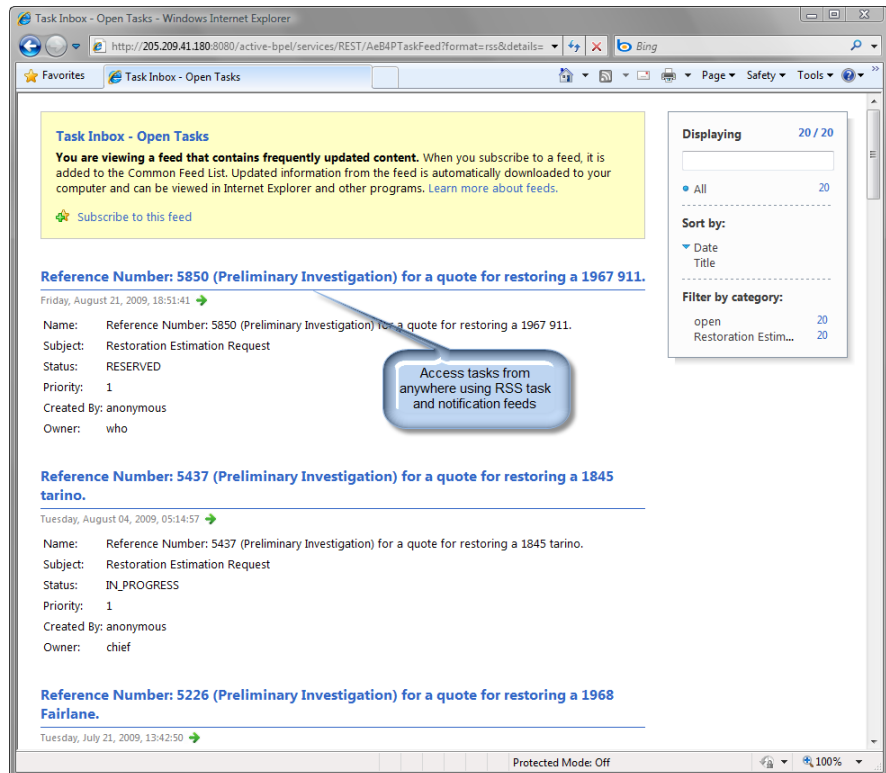 Task Inbox - Open Tasks - Windows Internet Explorer
http://205.209.41.180:8080/active-bpel/services/REST/AeB4PTaskFeed?format=rss&details=
Bing
Favorites
Task Inbox - Open Tasks
Page
Safety
Tools
Task Inbox - Open Tasks
You are viewing a feed that contains frequently updated content. When you subscribe to a feed, it is
added to the Common Feed List. Updated information from the feed is automatically downloaded to your
computer and can be viewed in Internet Explorer and other programs. Learn more about feeds.
Subscribe to this feed
Displaying 20 / 20
All 20
Sort by:
Date
Title
Filter by category:
open 20
Restoration Estim... 20
Reference Number: 5850 (Preliminary Investigation) for a quote for restoring a 1967 911.
Friday, August 21, 2009, 18:51:41
Name: Reference Number: 5850 (Preliminary Investigation) for a quote for restoring a 1967 911.
Subject: Restoration Estimation Request
Status: RESERVED
Priority: 1
Created By: anonymous
Owner: who
Access tasks from
anywhere using RSS task
and notification feeds
Reference Number: 5437 (Preliminary Investigation) for a quote for restoring a 1845
tarino.
Tuesday, August 04, 2009, 05:14:57
Name: Reference Number: 5437 (Preliminary Investigation) for a quote for restoring a 1845 tarino.
Subject: Restoration Estimation Request
Status: IN_PROGRESS
Priority: 1
Created By: anonymous
Owner: chief
Reference Number: 5226 (Preliminary Investigation) for a quote for restoring a 1968
Fairlane.
Tuesday, July 21, 2009, 13:42:50
Protected Mode: Off
100%